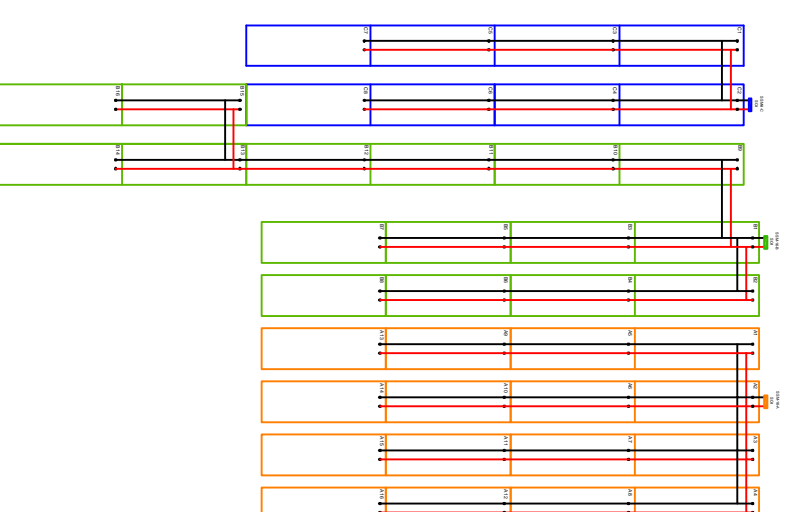 C7 C5 C3 C1
B16 B15 C8 C6 C4 C2
B14 B13 B12 B11 B10 B9
B7 B5 B3 B1
B8 B6 B4 B2
A13 A9 A5 A1
A14 A10 A6 A2
A15 A11 A7 A3
A16 A12 A8 A4